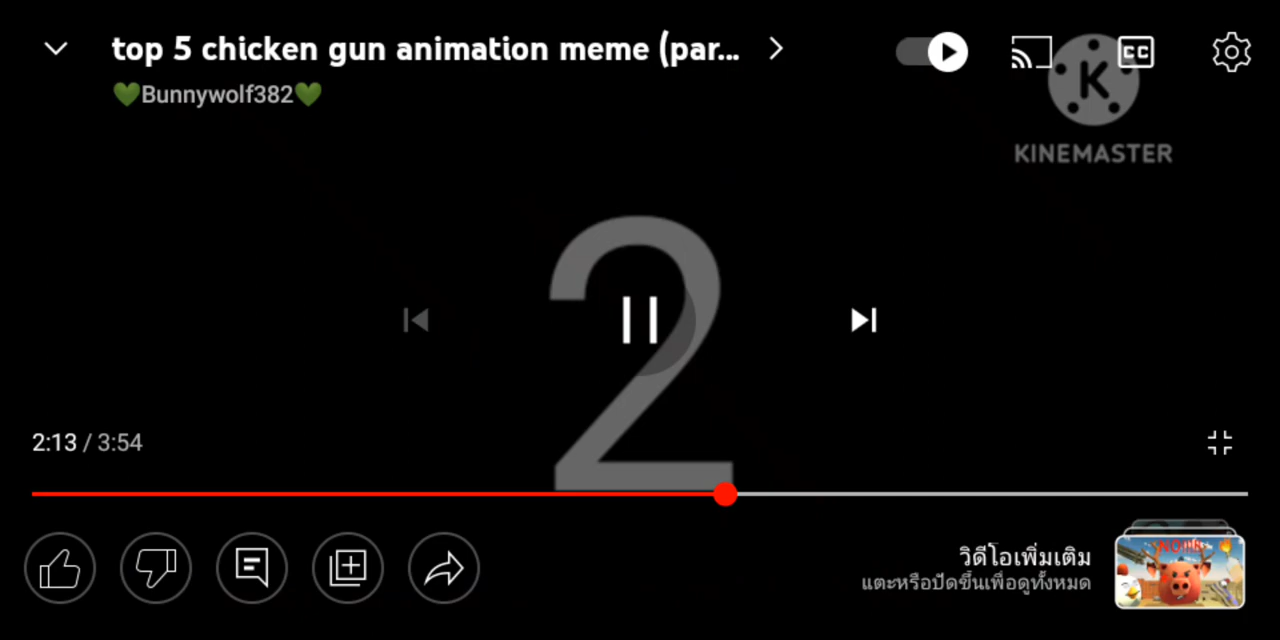 top 5 chicken gun animation meme (par...
💚Bunnywolf382💚
CC
K
KINEMASTER
2
2:13 / 3:54
วิดีโอเพิ่มเติม
แตะหรือปัดขึ้นเพื่อดูทั้งหมด